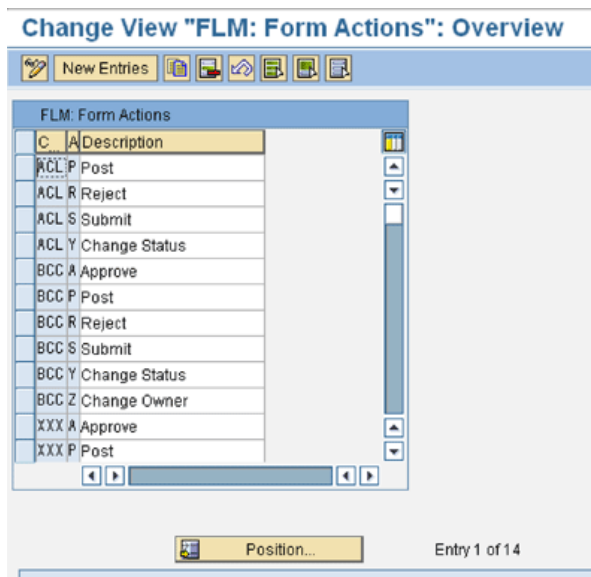 Change View "FLM: Form Actions": Overview
New Entries
FLM: Form Actions
C... A Description
ACL P Post
ACL R Reject
ACL S Submit
ACL Y Change Status
BCC A Approve
BCC P Post
BCC R Reject
BCC S Submit
BCC Y Change Status
BCC Z Change Owner
XXX A Approve
XXX P Post
Position... Entry 1 of 14